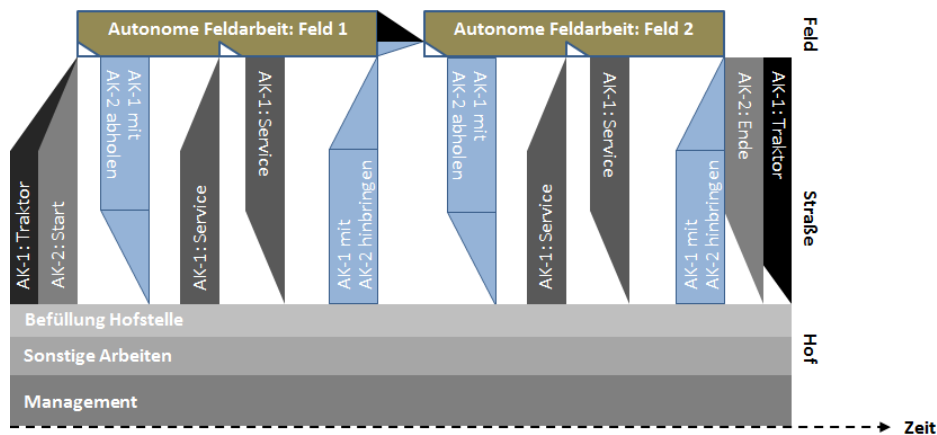 Autonome Feldarbeit: Feld 1
Autonome Feldarbeit: Feld 2
Feld
AK-1: Traktor
AK-2: Start
AK-1 mit
AK-2 abholen
AK-1: Service
AK-1: Service
AK-1 mit
AK-2 hinbringen
AK-1 mit
AK-2 abholen
AK-1: Service
AK-1: Service
AK-1 mit
AK-2 hinbringen
AK-2: Ende
AK-1: Traktor
Straße
Befüllung Hofstelle
Sonstige Arbeiten
Management
Hof
Zeit